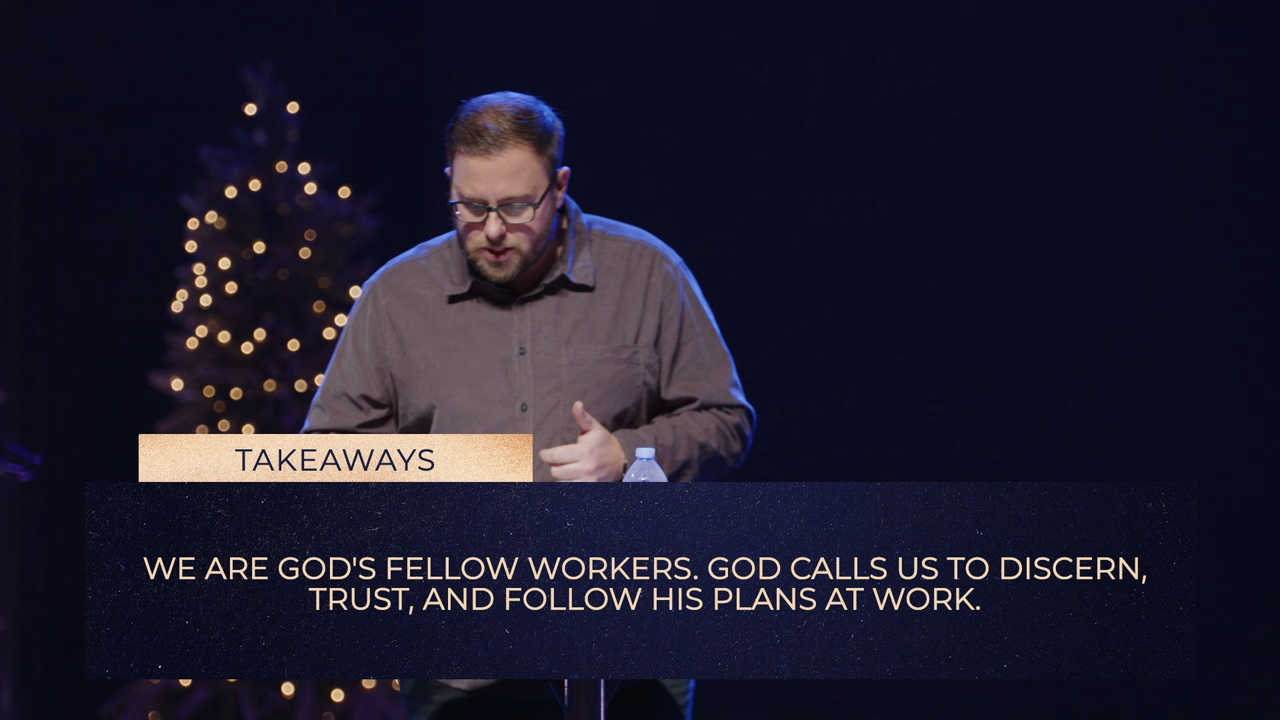 TAKEAWAYS
WE ARE GOD'S FELLOW WORKERS. GOD CALLS US TO DISCERN,
TRUST, AND FOLLOW HIS PLANS AT WORK.